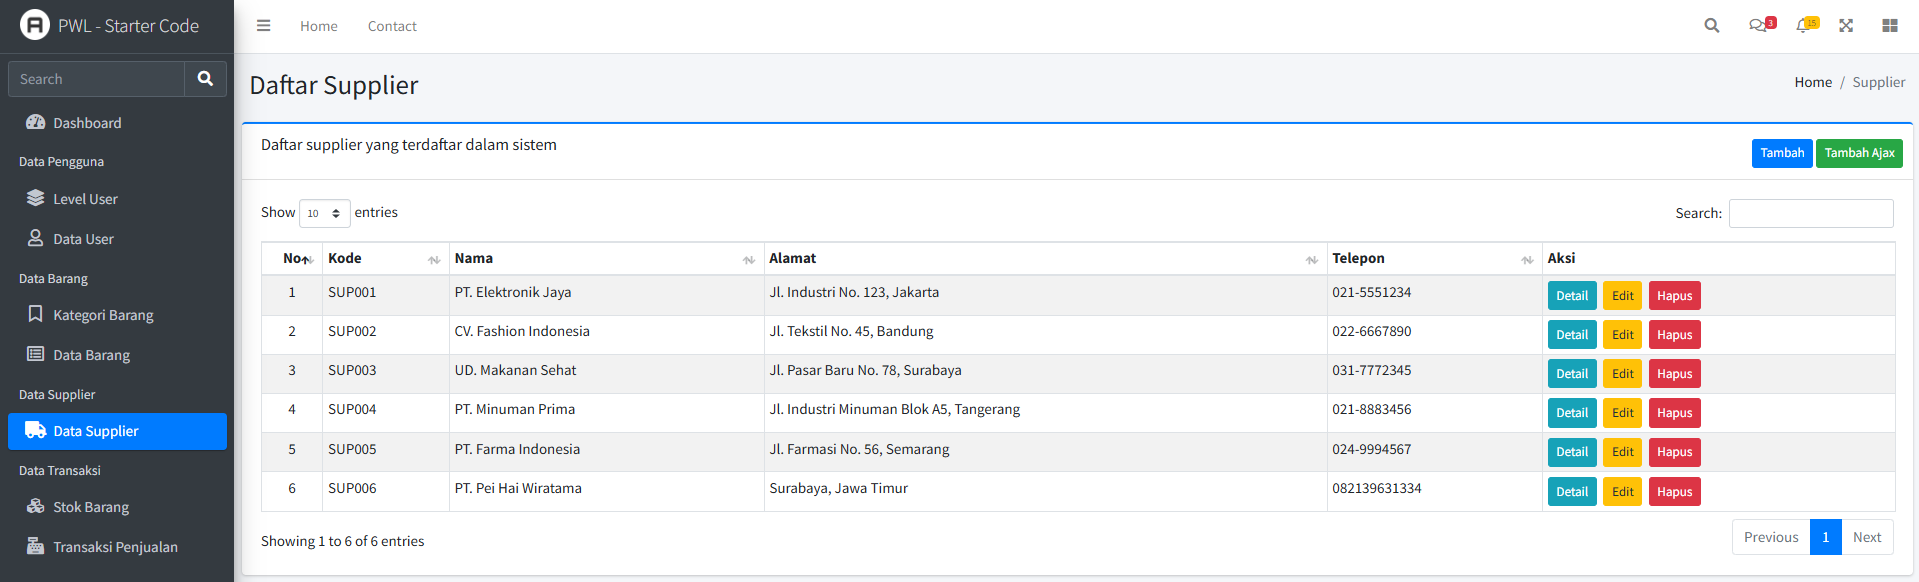 PWL - Starter Code
Home Contact
3 15
Search
Daftar Supplier
Home / Supplier
Dashboard
Data Pengguna
Level User
Data User
Data Barang
Kategori Barang
Data Barang
Data Supplier
Data Supplier
Data Transaksi
Stok Barang
Transaksi Penjualan
Daftar supplier yang terdaftar dalam sistem
Tambah Tambah Ajax
Show 10 entries
Search:
No Kode Nama Alamat Telepon Aksi
1 SUP001 PT. Elektronik Jaya Jl. Industri No. 123, Jakarta 021-5551234 Detail Edit Hapus
2 SUP002 CV. Fashion Indonesia Jl. Tekstil No. 45, Bandung 022-6667890 Detail Edit Hapus
3 SUP003 UD. Makanan Sehat Jl. Pasar Baru No. 78, Surabaya 031-7772345 Detail Edit Hapus
4 SUP004 PT. Minuman Prima Jl. Industri Minuman Blok A5, Tangerang 021-8883456 Detail Edit Hapus
5 SUP005 PT. Farma Indonesia Jl. Farmasi No. 56, Semarang 024-9994567 Detail Edit Hapus
6 SUP006 PT. Pei Hai Wiratama Surabaya, Jawa Timur 082139631334 Detail Edit Hapus
Showing 1 to 6 of 6 entries
Previous 1 Next